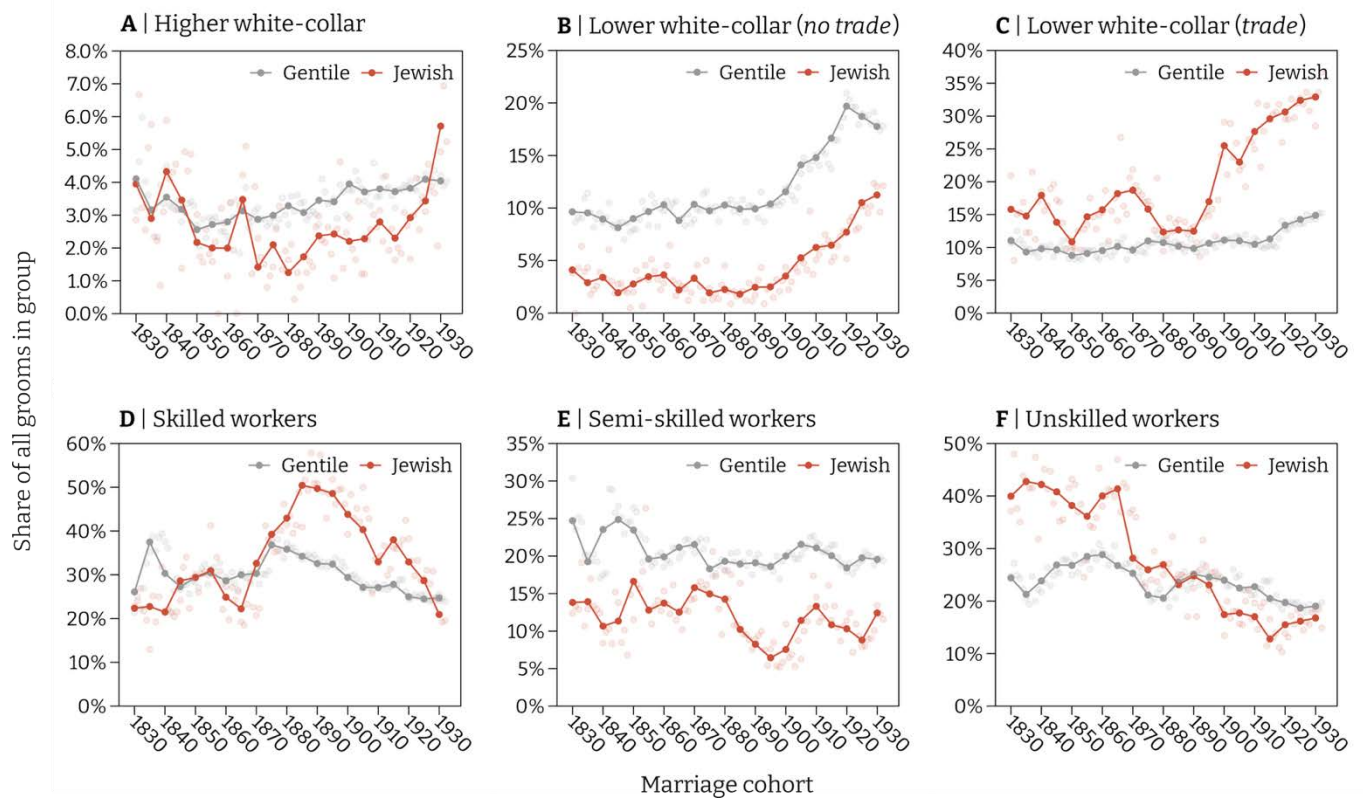 A | Higher white-collar
8.0%
7.0%
6.0%
5.0%
4.0%
3.0%
2.0%
1.0%
0.0%
Gentile Jewish
1830 1840 1850 1860 1870 1880 1890 1900 1910 1920 1930
B | Lower white-collar (no trade)
25%
20%
15%
10%
5%
0%
Gentile Jewish
1830 1840 1850 1860 1870 1880 1890 1900 1910 1920 1930
C | Lower white-collar (trade)
40%
35%
30%
25%
20%
15%
10%
5%
0%
Gentile Jewish
1830 1840 1850 1860 1870 1880 1890 1900 1910 1920 1930
Share of all grooms in group
D | Skilled workers
60%
50%
40%
30%
20%
10%
0%
Gentile Jewish
1830 1840 1850 1860 1870 1880 1890 1900 1910 1920 1930
E | Semi-skilled workers
35%
30%
25%
20%
15%
10%
5%
0%
Gentile Jewish
1830 1840 1850 1860 1870 1880 1890 1900 1910 1920 1930
F | Unskilled workers
50%
40%
30%
20%
10%
0%
Gentile Jewish
1830 1840 1850 1860 1870 1880 1890 1900 1910 1920 1930
Marriage cohort